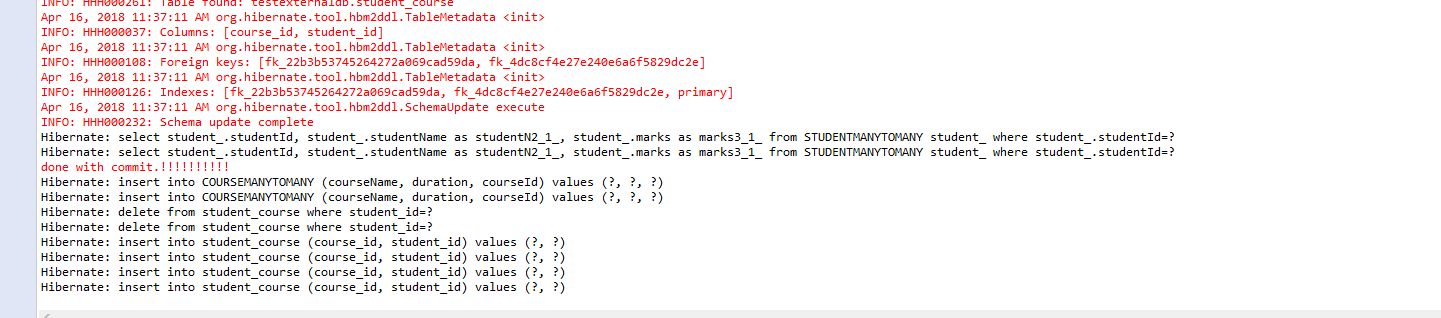 INFO: HHH000261: Table found: testexternaldb.student_course
Apr 16, 2018 11:37:11 AM org.hibernate.tool.hbm2ddl.TableMetadata <init>
INFO: HHH000037: Columns: [course_id, student_id]
Apr 16, 2018 11:37:11 AM org.hibernate.tool.hbm2ddl.TableMetadata <init>
INFO: HHH000108: Foreign keys: [fk_22b3b53745264272a069cad59da, fk_4dc8cf4e27e240e6a6f5829dc2e]
Apr 16, 2018 11:37:11 AM org.hibernate.tool.hbm2ddl.TableMetadata <init>
INFO: HHH000126: Indexes: [fk_22b3b53745264272a069cad59da, fk_4dc8cf4e27e240e6a6f5829dc2e, primary]
Apr 16, 2018 11:37:11 AM org.hibernate.tool.hbm2ddl.SchemaUpdate execute
INFO: HHH000232: Schema update complete
Hibernate: select student_.studentId, student_.studentName as studentN2_1_, student_.marks as marks3_1_ from STUDENTMANYTOMANY student_ where student_.studentId=?
Hibernate: select student_.studentId, student_.studentName as studentN2_1_, student_.marks as marks3_1_ from STUDENTMANYTOMANY student_ where student_.studentId=?
done with commit.!!!!!!!!!!
Hibernate: insert into COURSEMANYTOMANY (courseName, duration, courseId) values (?, ?, ?)
Hibernate: insert into COURSEMANYTOMANY (courseName, duration, courseId) values (?, ?, ?)
Hibernate: delete from student_course where student_id=?
Hibernate: delete from student_course where student_id=?
Hibernate: insert into student_course (course_id, student_id) values (?, ?)
Hibernate: insert into student_course (course_id, student_id) values (?, ?)
Hibernate: insert into student_course (course_id, student_id) values (?, ?)
Hibernate: insert into student_course (course_id, student_id) values (?, ?)